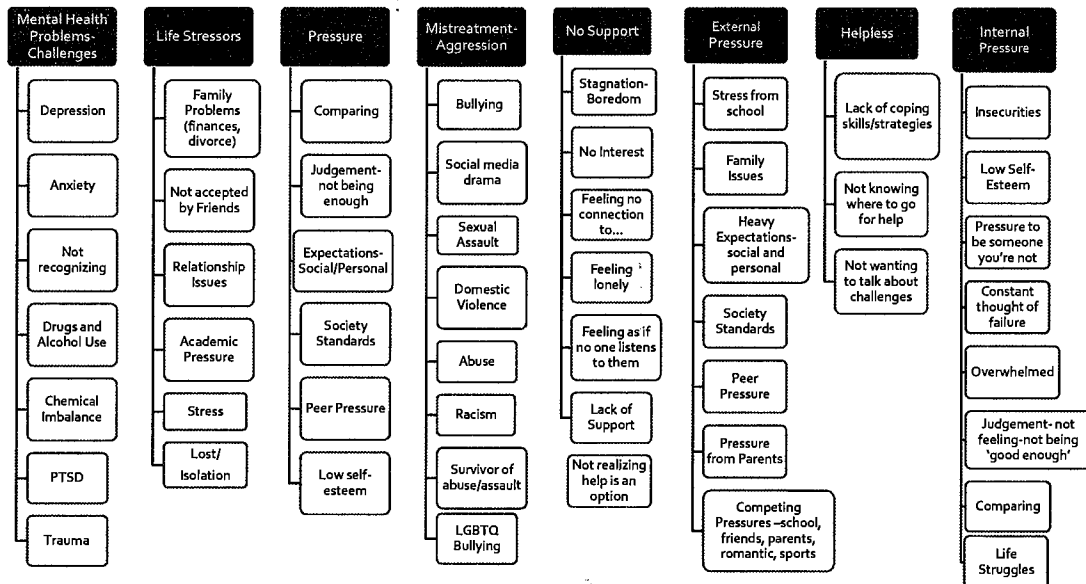 Mental Health
Problems-
Challenges
Depression
Anxiety
Not
recognizing
Drugs and
Alcohol Use
Chemical
Imbalance
PTSD
Trauma
Life Stressors
Family
Problems
(finances,
divorce)
Not accepted
by Friends
Relationship
Issues
Academic
Pressure
Stress
Lost/
Isolation
Pressure
Comparing
Judgement-
not being
enough
Expectations-
Social/Personal
Society
Standards
Peer Pressure
Low self-
esteem
Mistreatment-
Aggression
Bullying
Social media
drama
Sexual
Assault
Domestic
Violence
Abuse
Racism
Survivor of
abuse/assault
LGBTQ
Bullying
No Support
Stagnation-
Boredom
No Interest
Feeling no
connection
to...
Feeling
lonely
Feeling as if
no one listens
to them
Lack of
Support
Not realizing
help is an
option
External
Pressure
Stress from
school
Family
Issues
Heavy
Expectations-
social and
personal
Society
Standards
Peer
Pressure
Pressure
from Parents
Competing
Pressures –school,
friends, parents,
romantic, sports
Helpless
Lack of coping
skills/strategies
Not knowing
where to go
for help
Not wanting
to talk about
challenges
Internal
Pressure
Insecurities
Low Self-
Esteem
Pressure to
be someone
you're not
Constant
thought of
failure
Overwhelmed
Judgement- not
feeling-not being
'good enough'
Comparing
Life
Struggles